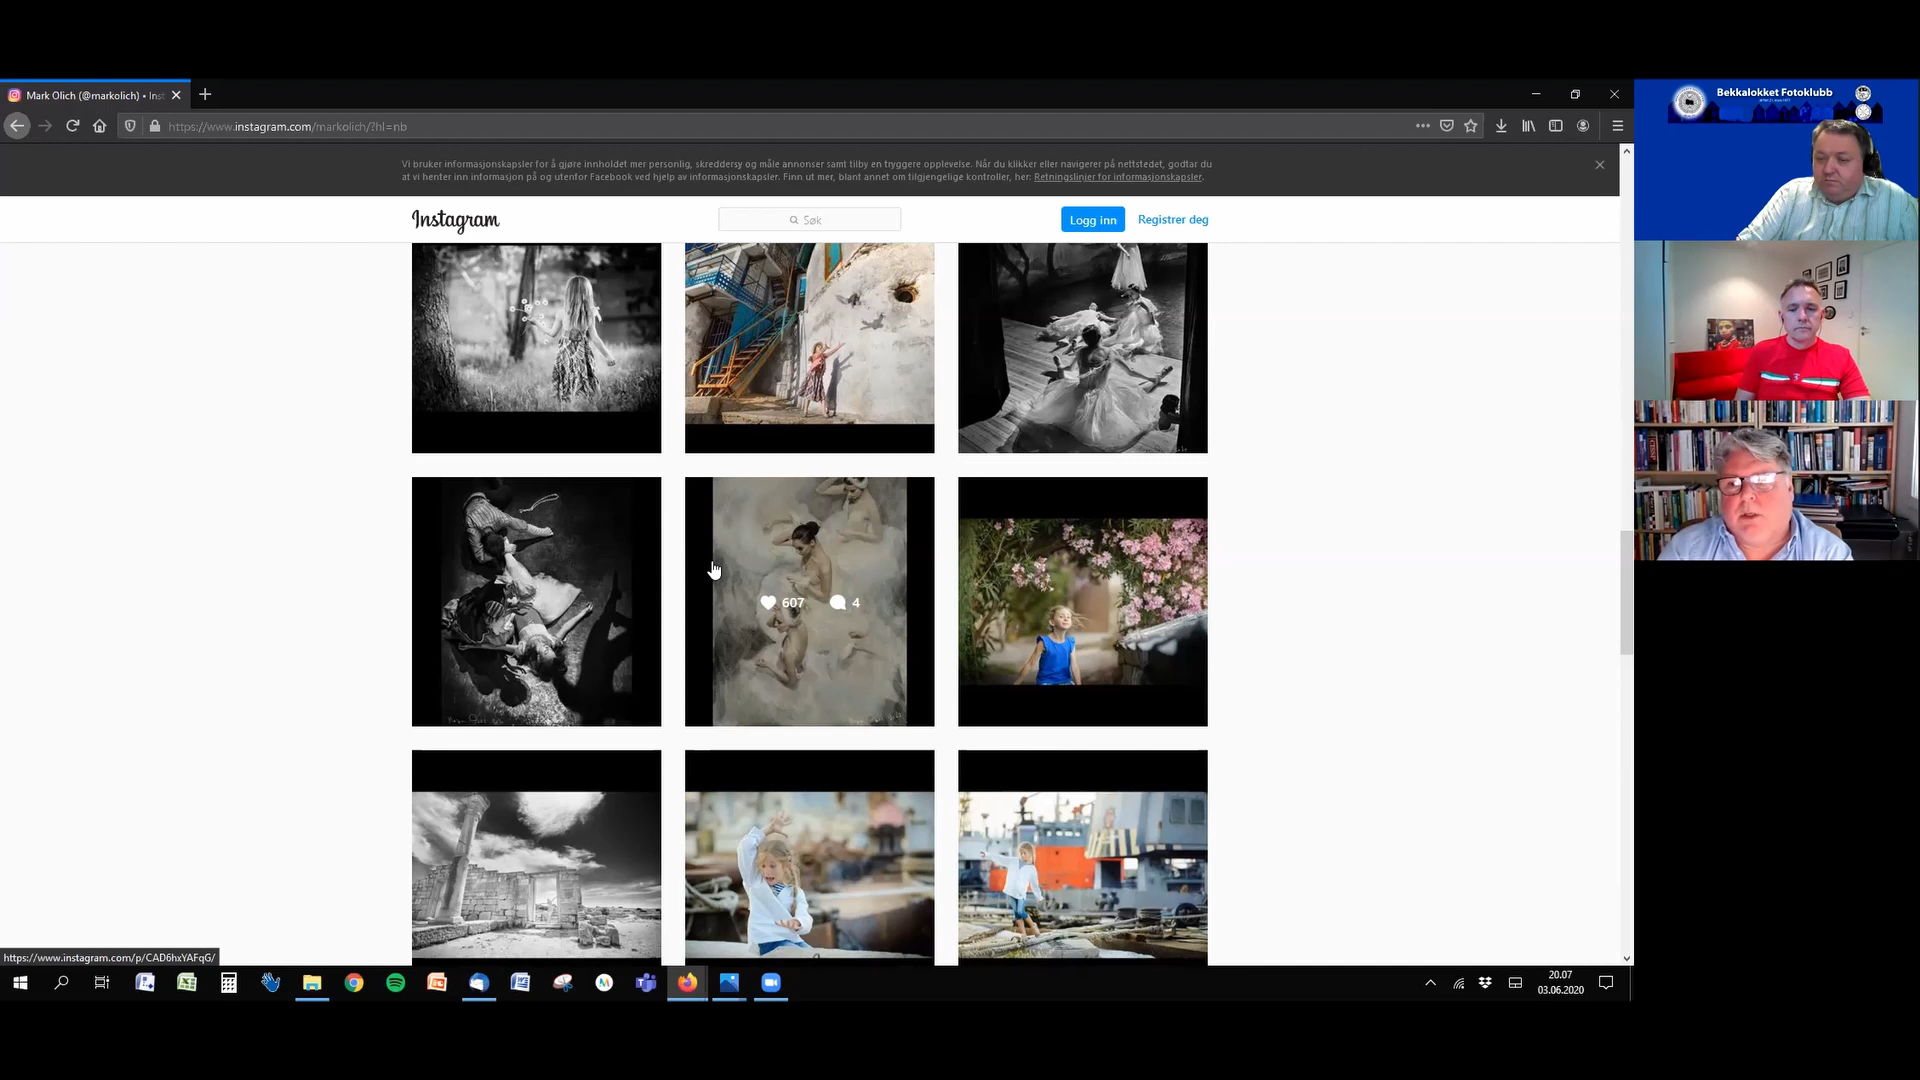 Mark Olich (@markolich) • Inst
https://www.instagram.com/markolich/?hl=nb
Bekkalokket Fotoklubb
Vi bruker informasjonskapsler for å gjøre innholdet mer personlig, skreddersy og måle annonser samt tilby en tryggere opplevelse. Når du klikker eller navigerer på nettstedet, godtar du
at vi henter inn informasjon på og utenfor Facebook ved hjelp av informasjonskapsler. Finn ut mer, blant annet om tilgjengelige kontroller, her: Retningslinjer for informasjonskapsler.
Instagram
Søk
Logg inn
Registrer deg
607
4
https://www.instagram.com/p/CAD6hxYAFqG/
20.07
03.06.2020